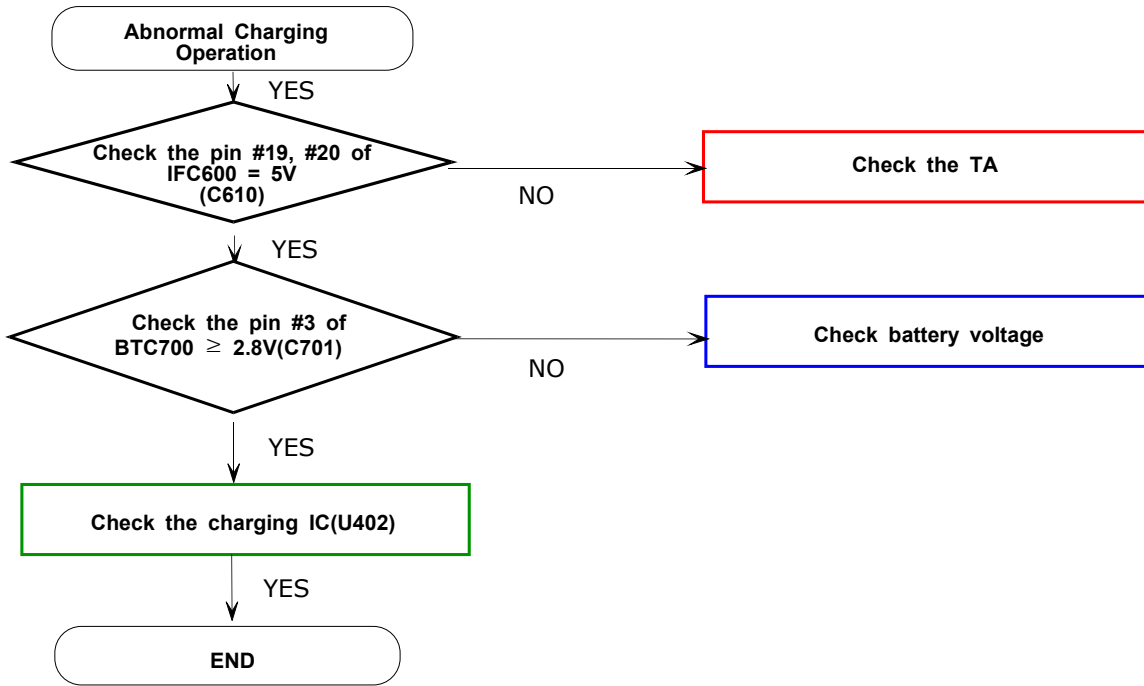 Abnormal Charging
Operation
YES
Check the pin #19, #20 of
IFC600 = 5V
(C610)
NO
Check the TA
YES
Check the pin #3 of
BTC700 ≥ 2.8V(C701)
NO
Check battery voltage
YES
Check the charging IC(U402)
YES
END